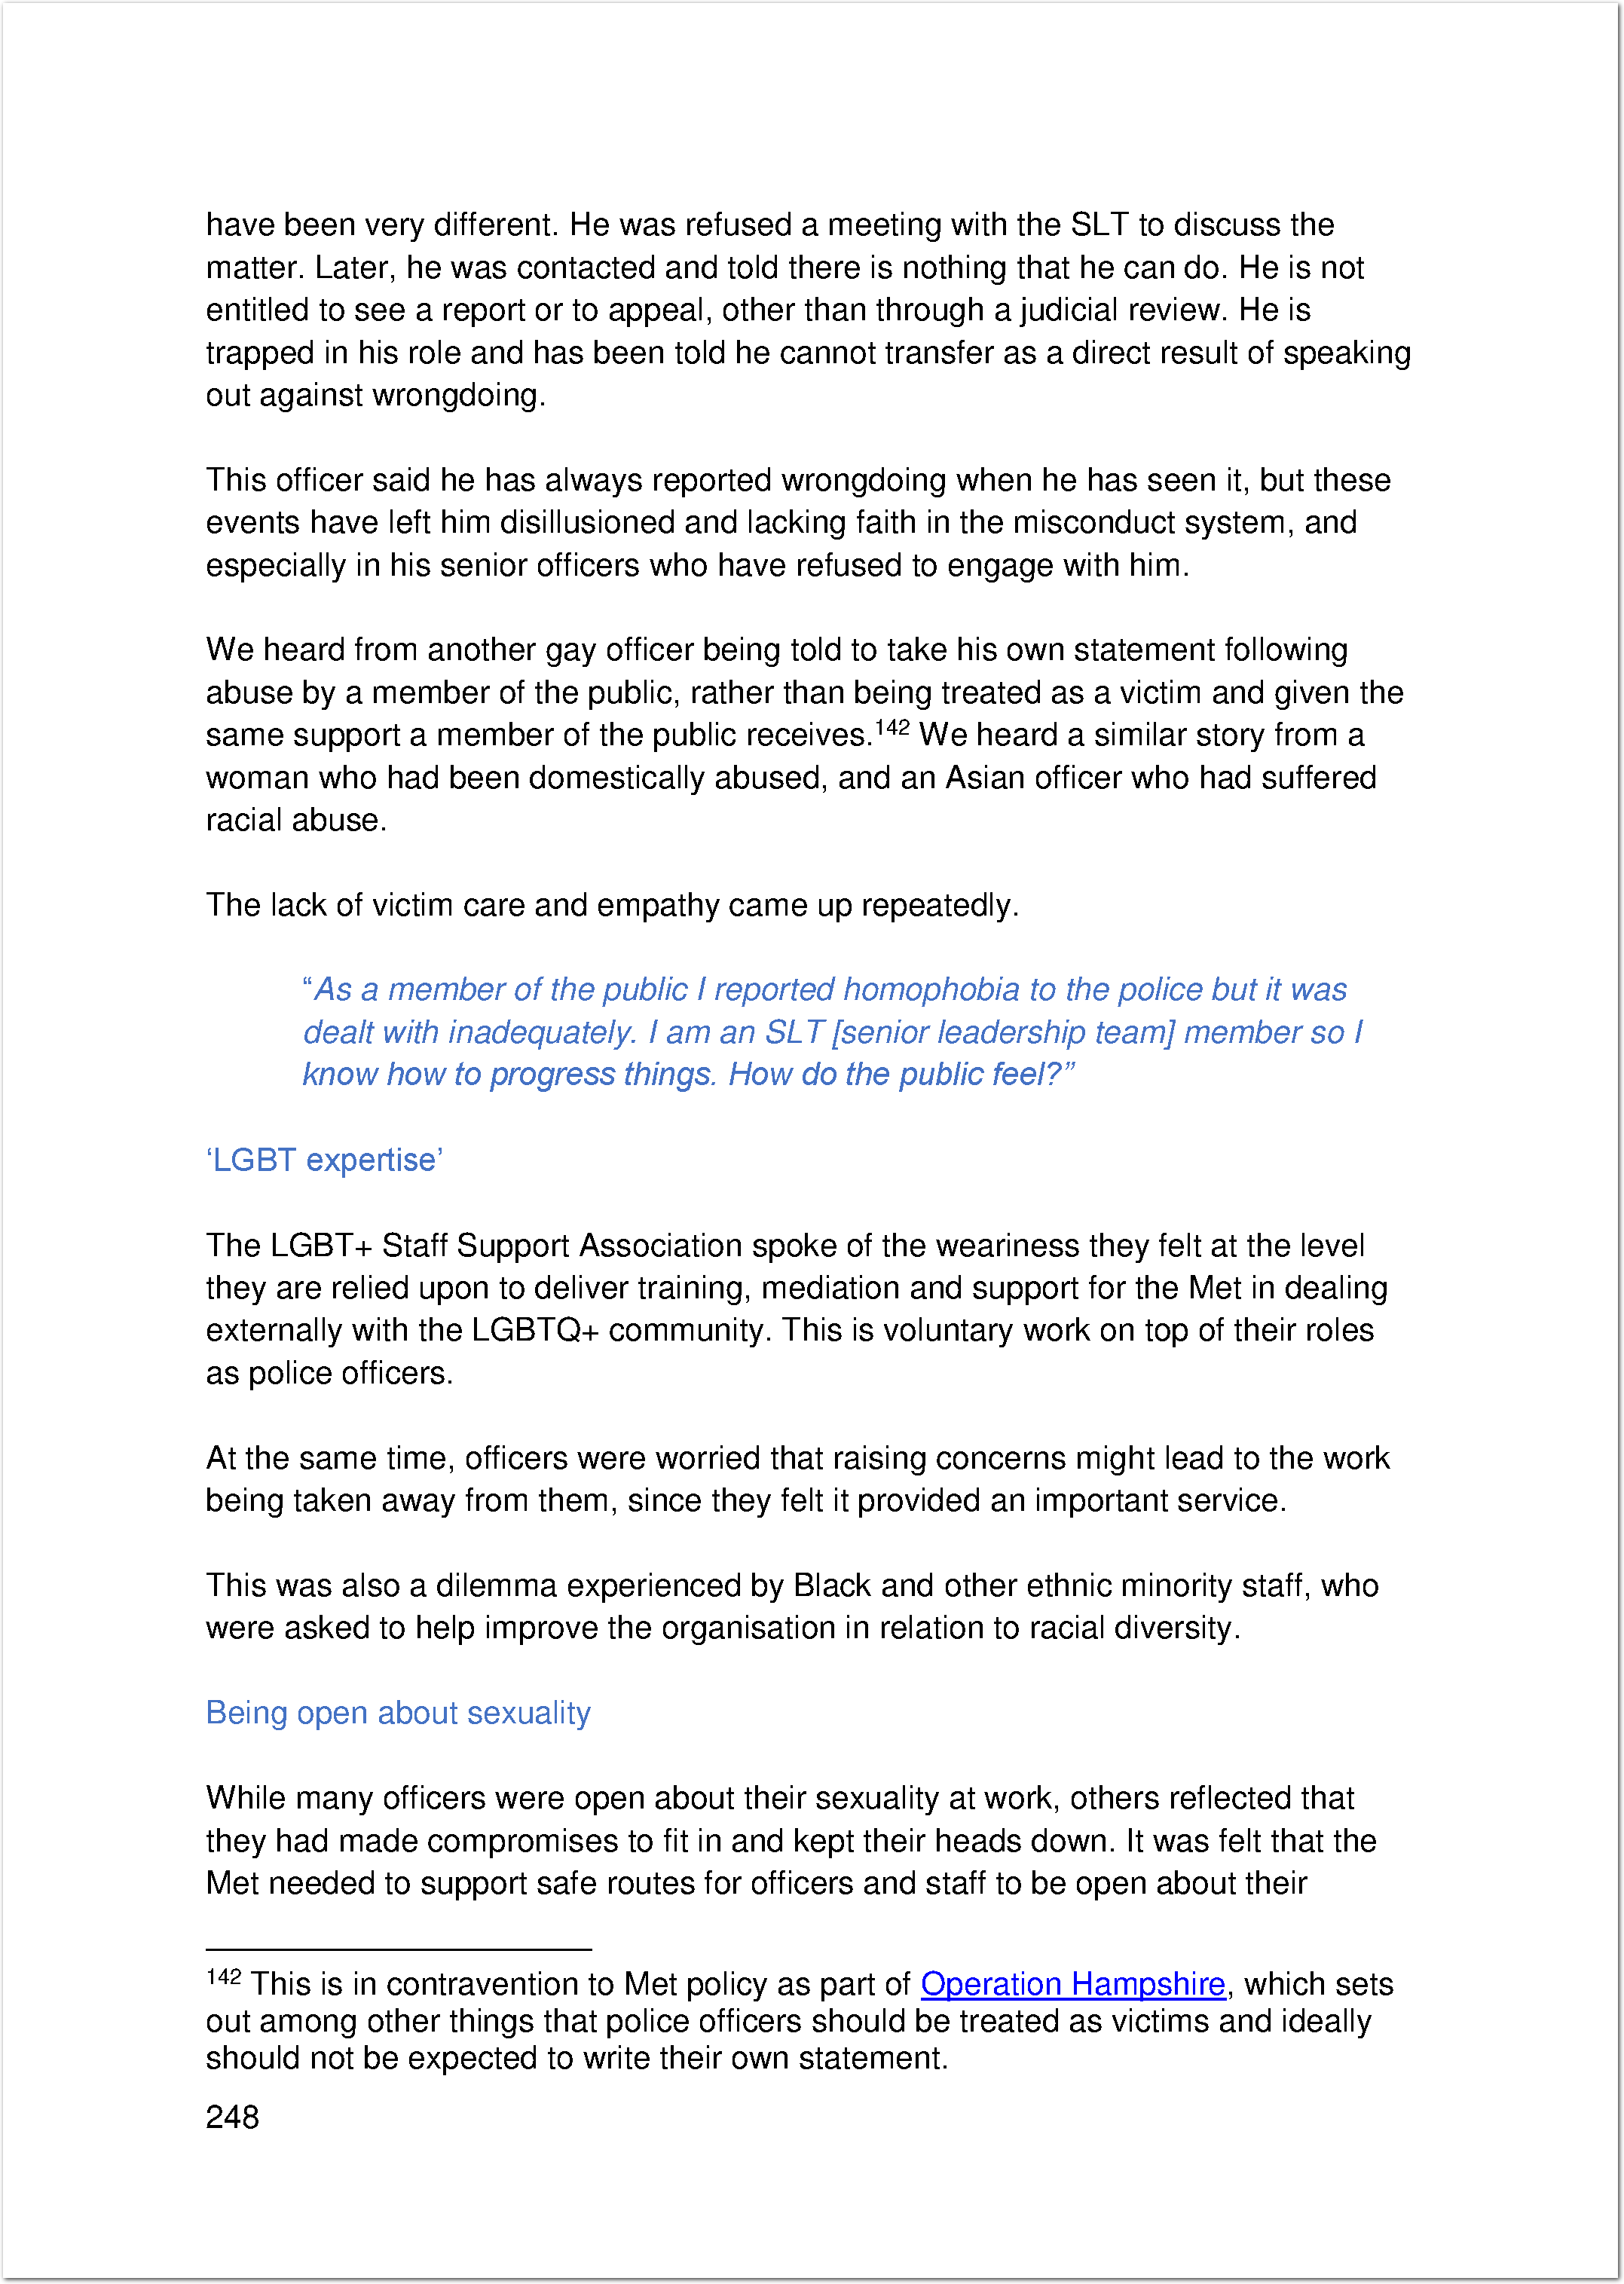 have been very different. He was refused a meeting with the SLT to discuss the
matter. Later, he was contacted and told there is nothing that he can do. He is not
entitled to see a report or to appeal, other than through a judicial review. He is
trapped in his role and has been told he cannot transfer as a direct result of speaking
out against wrongdoing.
This officer said he has always reported wrongdoing when he has seen it, but these
events have left him disillusioned and lacking faith in the misconduct system, and
especially in his senior officers who have refused to engage with him.
We heard from another gay officer being told to take his own statement following
abuse by a member of the public, rather than being treated as a victim and given the
same support a member of the public receives.142 We heard a similar story from a
woman who had been domestically abused, and an Asian officer who had suffered
racial abuse.
The lack of victim care and empathy came up repeatedly.
“As a member of the public I reported homophobia to the police but it was
dealt with inadequately. I am an SLT [senior leadership team] member so I
know how to progress things. How do the public feel?”
‘LGBT expertise’
The LGBT+ Staff Support Association spoke of the weariness they felt at the level
they are relied upon to deliver training, mediation and support for the Met in dealing
externally with the LGBTQ+ community. This is voluntary work on top of their roles
as police officers.
At the same time, officers were worried that raising concerns might lead to the work
being taken away from them, since they felt it provided an important service.
This was also a dilemma experienced by Black and other ethnic minority staff, who
were asked to help improve the organisation in relation to racial diversity.
Being open about sexuality
While many officers were open about their sexuality at work, others reflected that
they had made compromises to fit in and kept their heads down. It was felt that the
Met needed to support safe routes for officers and staff to be open about their
142 This is in contravention to Met policy as part of Operation Hampshire, which sets
out among other things that police officers should be treated as victims and ideally
should not be expected to write their own statement.
248